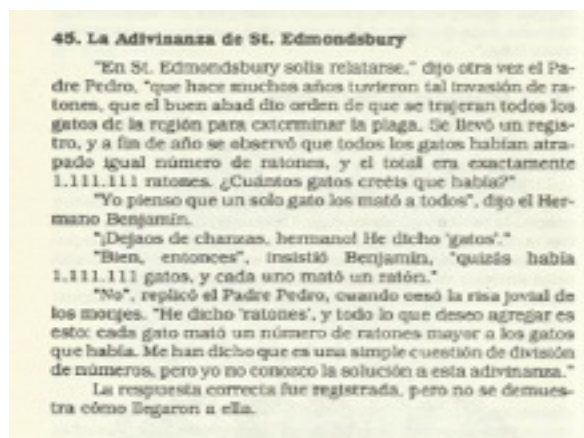 45. La Adivinanza de St. Edmondsbury
"En St. Edmondsbury solía relatarse," dijo otra vez el Pa-
dre Pedro, "que hace muchos años tuvieron tal invasión de ra-
tones, que el buen abad dio orden de que se trajeran todos los
gatos de la región para exterminar la plaga. Se llevó un regis-
tro, y a fin de año se observó que todos los gatos habían atra-
pado igual número de ratones, y el total era exactamente
1.111.111 ratones. ¿Cuántos gatos creéis que había?"
"Yo pienso que un solo gato los mató a todos", dijo el Her-
mano Benjamín.
"¡Dejaos de chanzas, hermano! He dicho 'gatos'."
"Bien, entonces", insistió Benjamín, "quizás había
1.111.111 gatos, y cada uno mató un ratón."
"No", replicó el Padre Pedro, cuando cesó la risa jovial de
los monjes. "He dicho 'ratones', y todo lo que deseo agregar es
esto: cada gato mató un número de ratones mayor a los gatos
que había. Me han dicho que es una simple cuestión de división
de números, pero yo no conozco la solución a esta adivinanza."
La respuesta correcta fue registrada, pero no se demues-
tra cómo llegaron a ella.